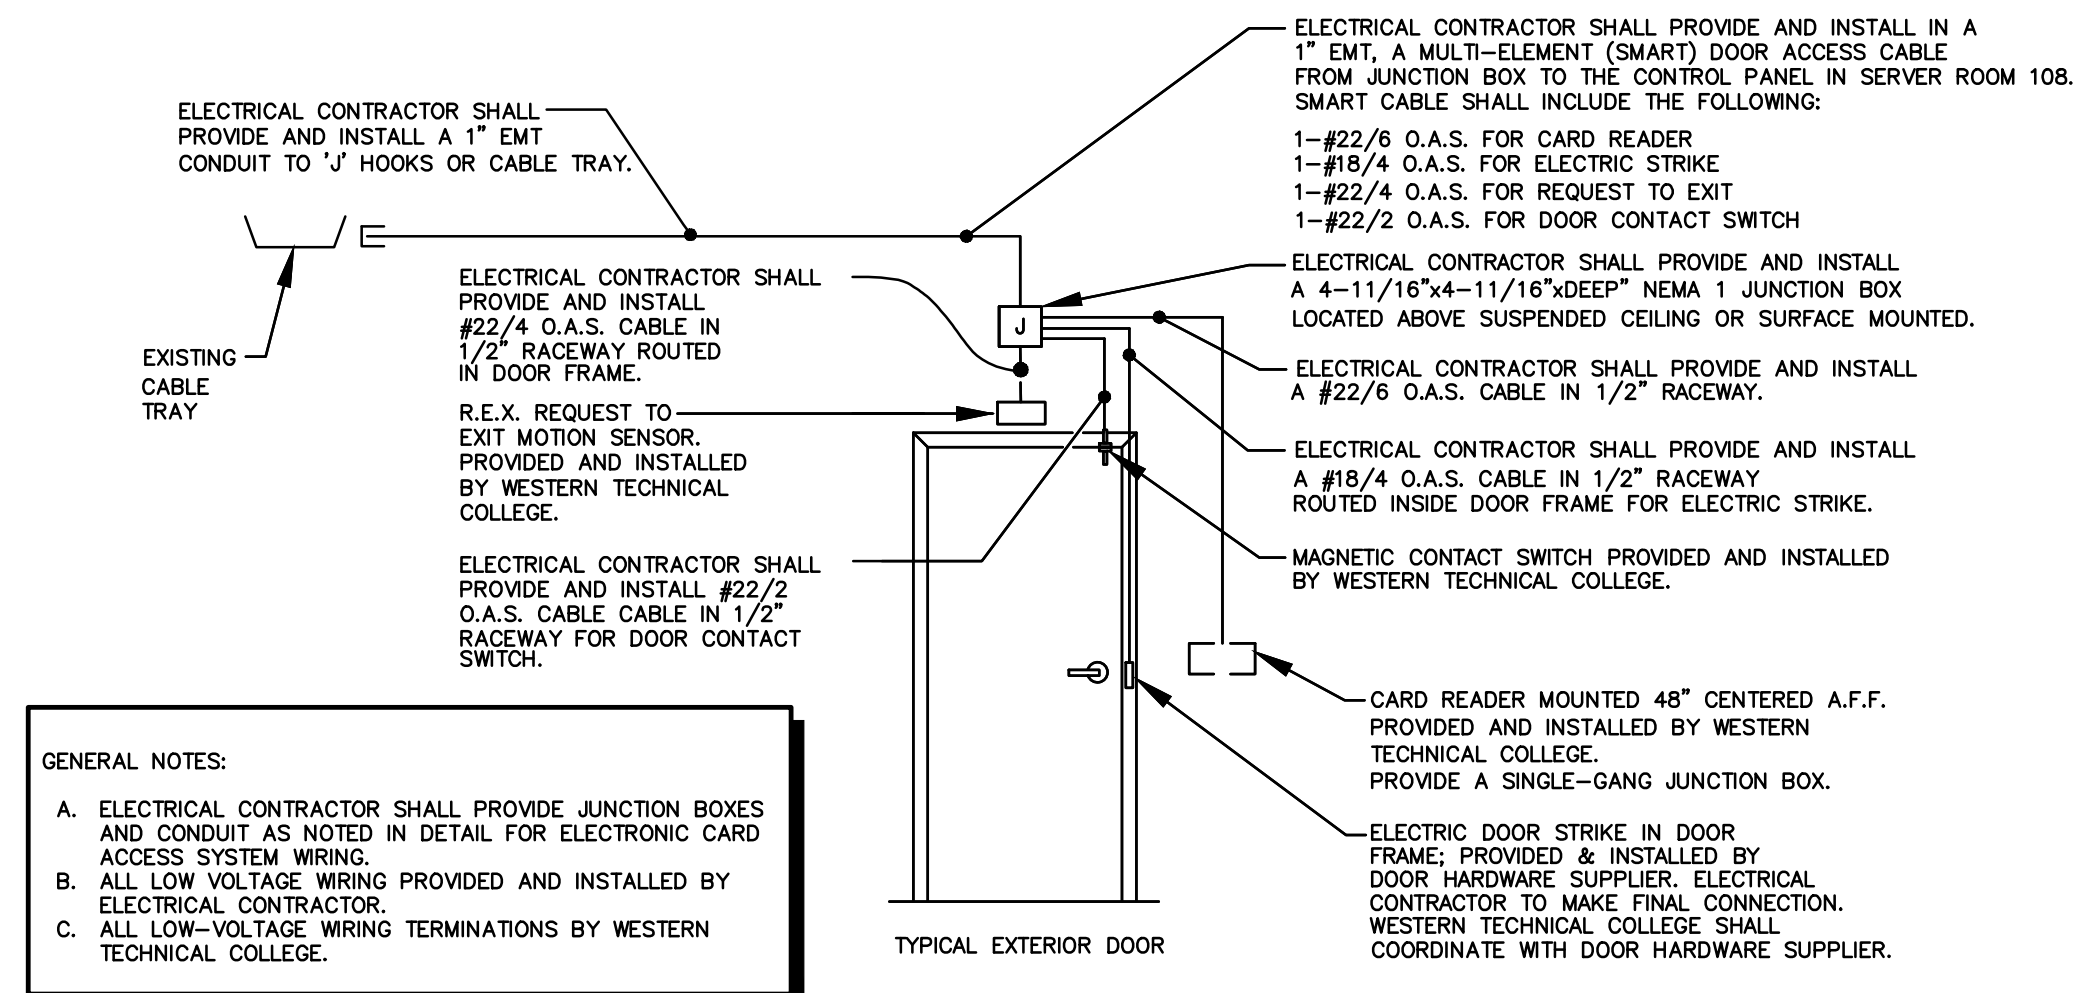 ELECTRICAL CONTRACTOR SHALL
PROVIDE AND INSTALL A 1" EMT
CONDUIT TO 'J' HOOKS OR CABLE TRAY.
EXISTING
CABLE
TRAY
ELECTRICAL CONTRACTOR SHALL
PROVIDE AND INSTALL
#22/4 O.A.S. CABLE IN
1/2" RACEWAY ROUTED
IN DOOR FRAME.
R.E.X. REQUEST TO
EXIT MOTION SENSOR.
PROVIDED AND INSTALLED
BY WESTERN TECHNICAL
COLLEGE.
ELECTRICAL CONTRACTOR SHALL
PROVIDE AND INSTALL #22/2
O.A.S. CABLE CABLE IN 1/2"
RACEWAY FOR DOOR CONTACT
SWITCH.
J
ELECTRICAL CONTRACTOR SHALL PROVIDE AND INSTALL IN A
1" EMT, A MULTI-ELEMENT (SMART) DOOR ACCESS CABLE
FROM JUNCTION BOX TO THE CONTROL PANEL IN SERVER ROOM 108.
SMART CABLE SHALL INCLUDE THE FOLLOWING:
1-#22/6 O.A.S. FOR CARD READER
1-#18/4 O.A.S. FOR ELECTRIC STRIKE
1-#22/4 O.A.S. FOR REQUEST TO EXIT
1-#22/2 O.A.S. FOR DOOR CONTACT SWITCH
ELECTRICAL CONTRACTOR SHALL PROVIDE AND INSTALL
A 4-11/16"x4-11/16"xDEEP" NEMA 1 JUNCTION BOX
LOCATED ABOVE SUSPENDED CEILING OR SURFACE MOUNTED.
ELECTRICAL CONTRACTOR SHALL PROVIDE AND INSTALL
A #22/6 O.A.S. CABLE IN 1/2" RACEWAY.
ELECTRICAL CONTRACTOR SHALL PROVIDE AND INSTALL
A #18/4 O.A.S. CABLE IN 1/2" RACEWAY
ROUTED INSIDE DOOR FRAME FOR ELECTRIC STRIKE.
MAGNETIC CONTACT SWITCH PROVIDED AND INSTALLED
BY WESTERN TECHNICAL COLLEGE.
CARD READER MOUNTED 48" CENTERED A.F.F.
PROVIDED AND INSTALLED BY WESTERN
TECHNICAL COLLEGE.
PROVIDE A SINGLE-GANG JUNCTION BOX.
ELECTRIC DOOR STRIKE IN DOOR
FRAME; PROVIDED & INSTALLED BY
DOOR HARDWARE SUPPLIER. ELECTRICAL
CONTRACTOR TO MAKE FINAL CONNECTION.
WESTERN TECHNICAL COLLEGE SHALL
COORDINATE WITH DOOR HARDWARE SUPPLIER.
TYPICAL EXTERIOR DOOR
GENERAL NOTES:
A. ELECTRICAL CONTRACTOR SHALL PROVIDE JUNCTION BOXES
AND CONDUIT AS NOTED IN DETAIL FOR ELECTRONIC CARD
ACCESS SYSTEM WIRING.
B. ALL LOW VOLTAGE WIRING PROVIDED AND INSTALLED BY
ELECTRICAL CONTRACTOR.
C. ALL LOW-VOLTAGE WIRING TERMINATIONS BY WESTERN
TECHNICAL COLLEGE.